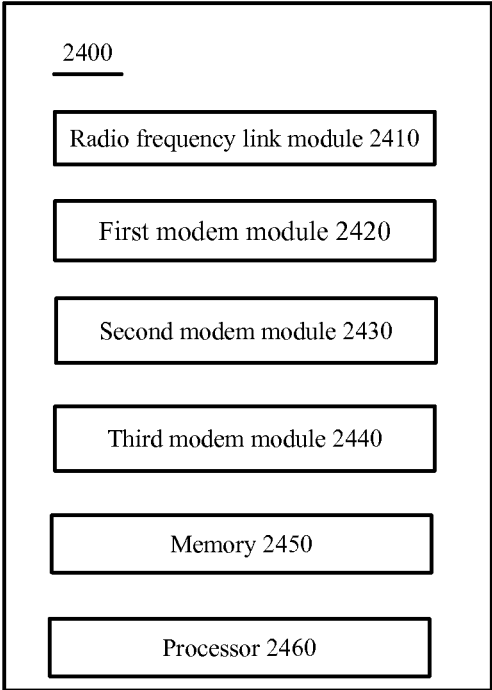 2400
Radio frequency link module 2410
First modem module 2420
Second modem module 2430
Third modem module 2440
Memory 2450
Processor 2460